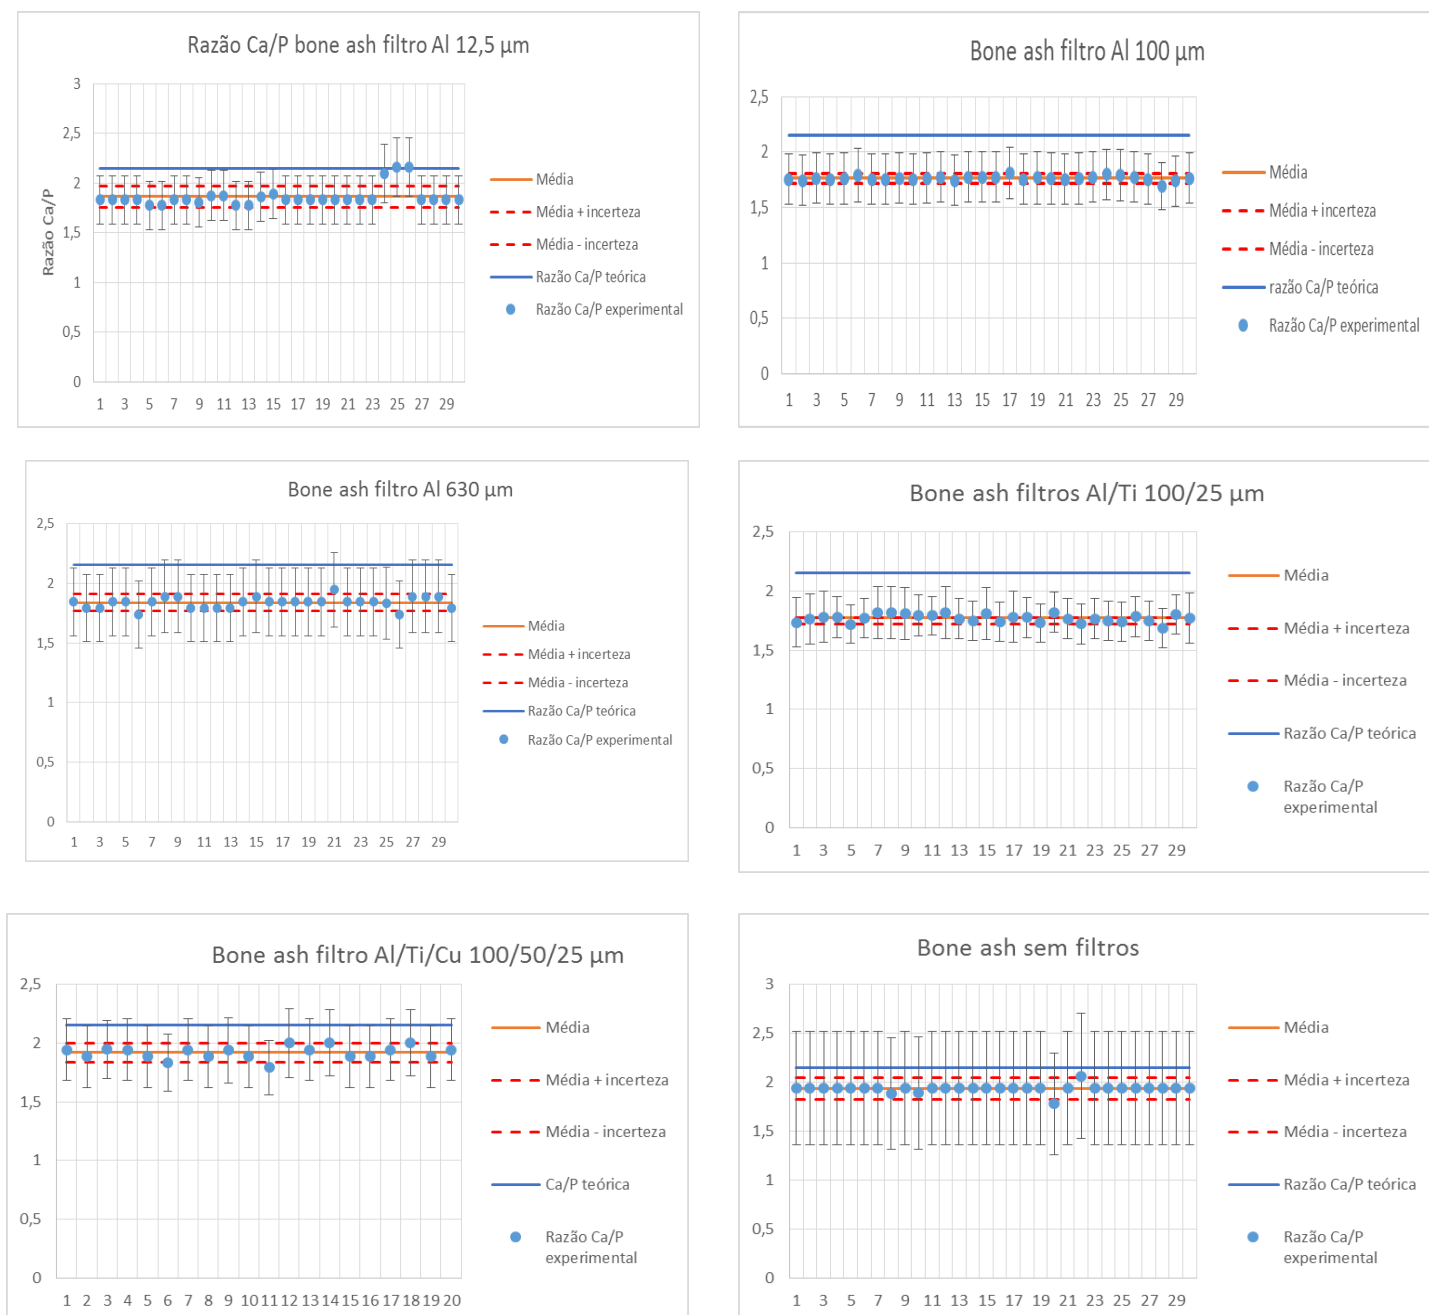 Razão Ca/P bone ash filtro Al 12,5 µm
3
2,5
2
1,5
1
0,5
0
Razão Ca/P
1 3 5 7 9 11 13 15 17 19 21 23 25 27 29
Média
Média + incerteza
Média - incerteza
Razão Ca/P teórica
Razão Ca/P experimental
Bone ash filtro Al 100 µm
2,5
2
1,5
1
0,5
0
1 3 5 7 9 11 13 15 17 19 21 23 25 27 29
Média
Média + incerteza
Média - incerteza
razão Ca/P teórica
Razão Ca/P experimental
Bone ash filtro Al 630 µm
2,5
2
1,5
1
0,5
0
1 3 5 7 9 11 13 15 17 19 21 23 25 27 29
Média
Média + incerteza
Média - incerteza
Razão Ca/P teórica
Razão Ca/P experimental
Bone ash filtros Al/Ti 100/25 µm
2,5
2
1,5
1
0,5
0
1 3 5 7 9 11 13 15 17 19 21 23 25 27 29
Média
Média + incerteza
Média - incerteza
Razão Ca/P teórica
Razão Ca/P
experimental
Bone ash filtro Al/Ti/Cu 100/50/25 µm
2,5
2
1,5
1
0,5
0
1 2 3 4 5 6 7 8 9 10 11 12 13 14 15 16 17 18 19 20
Média
Média + incerteza
Média - incerteza
Ca/P teórica
Razão Ca/P
experimental
Bone ash sem filtros
3
2,5
2
1,5
1
0,5
0
1 3 5 7 9 11 13 15 17 19 21 23 25 27 29
Média
Média + incerteza
Média - incerteza
Razão Ca/P teórica
Razão Ca/P
experimental